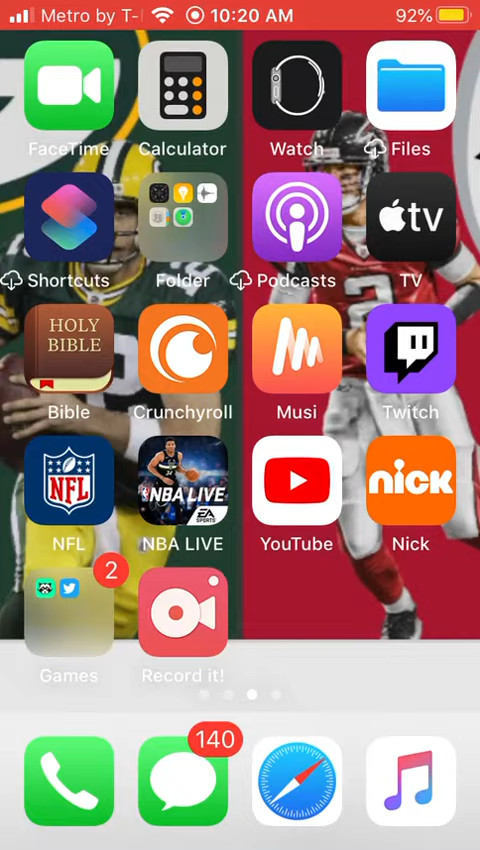 Metro by T- 10:20 AM 92%
FaceTime Calculator Watch Files
tv
Shortcuts Folder Podcasts TV
HOLY
BIBLE
Bible Crunchyroll Musi Twitch
NFL
NBA LIVE
EA
SPORTS
nick
NFL NBA LIVE YouTube Nick
2
Games Record it!
140